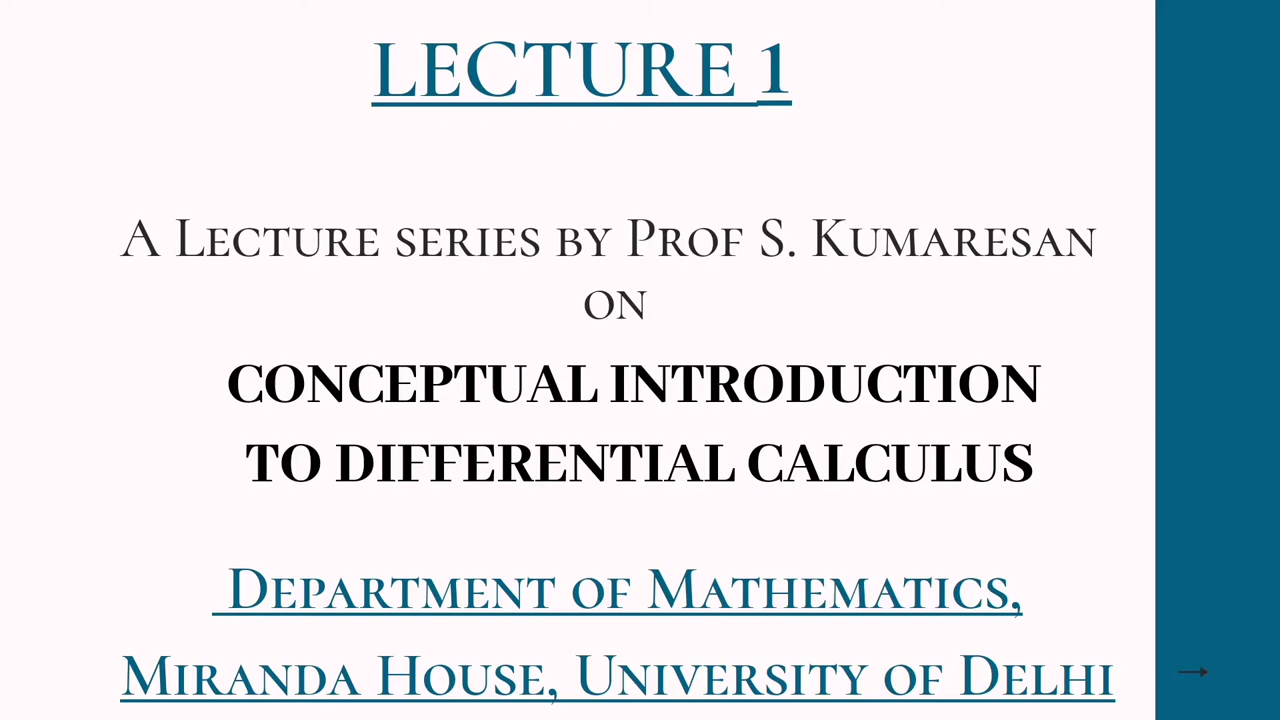 LECTURE 1
A Lecture series by Prof S. Kumaresan
on
CONCEPTUAL INTRODUCTION
TO DIFFERENTIAL CALCULUS
Department of Mathematics,
Miranda House, University of Delhi